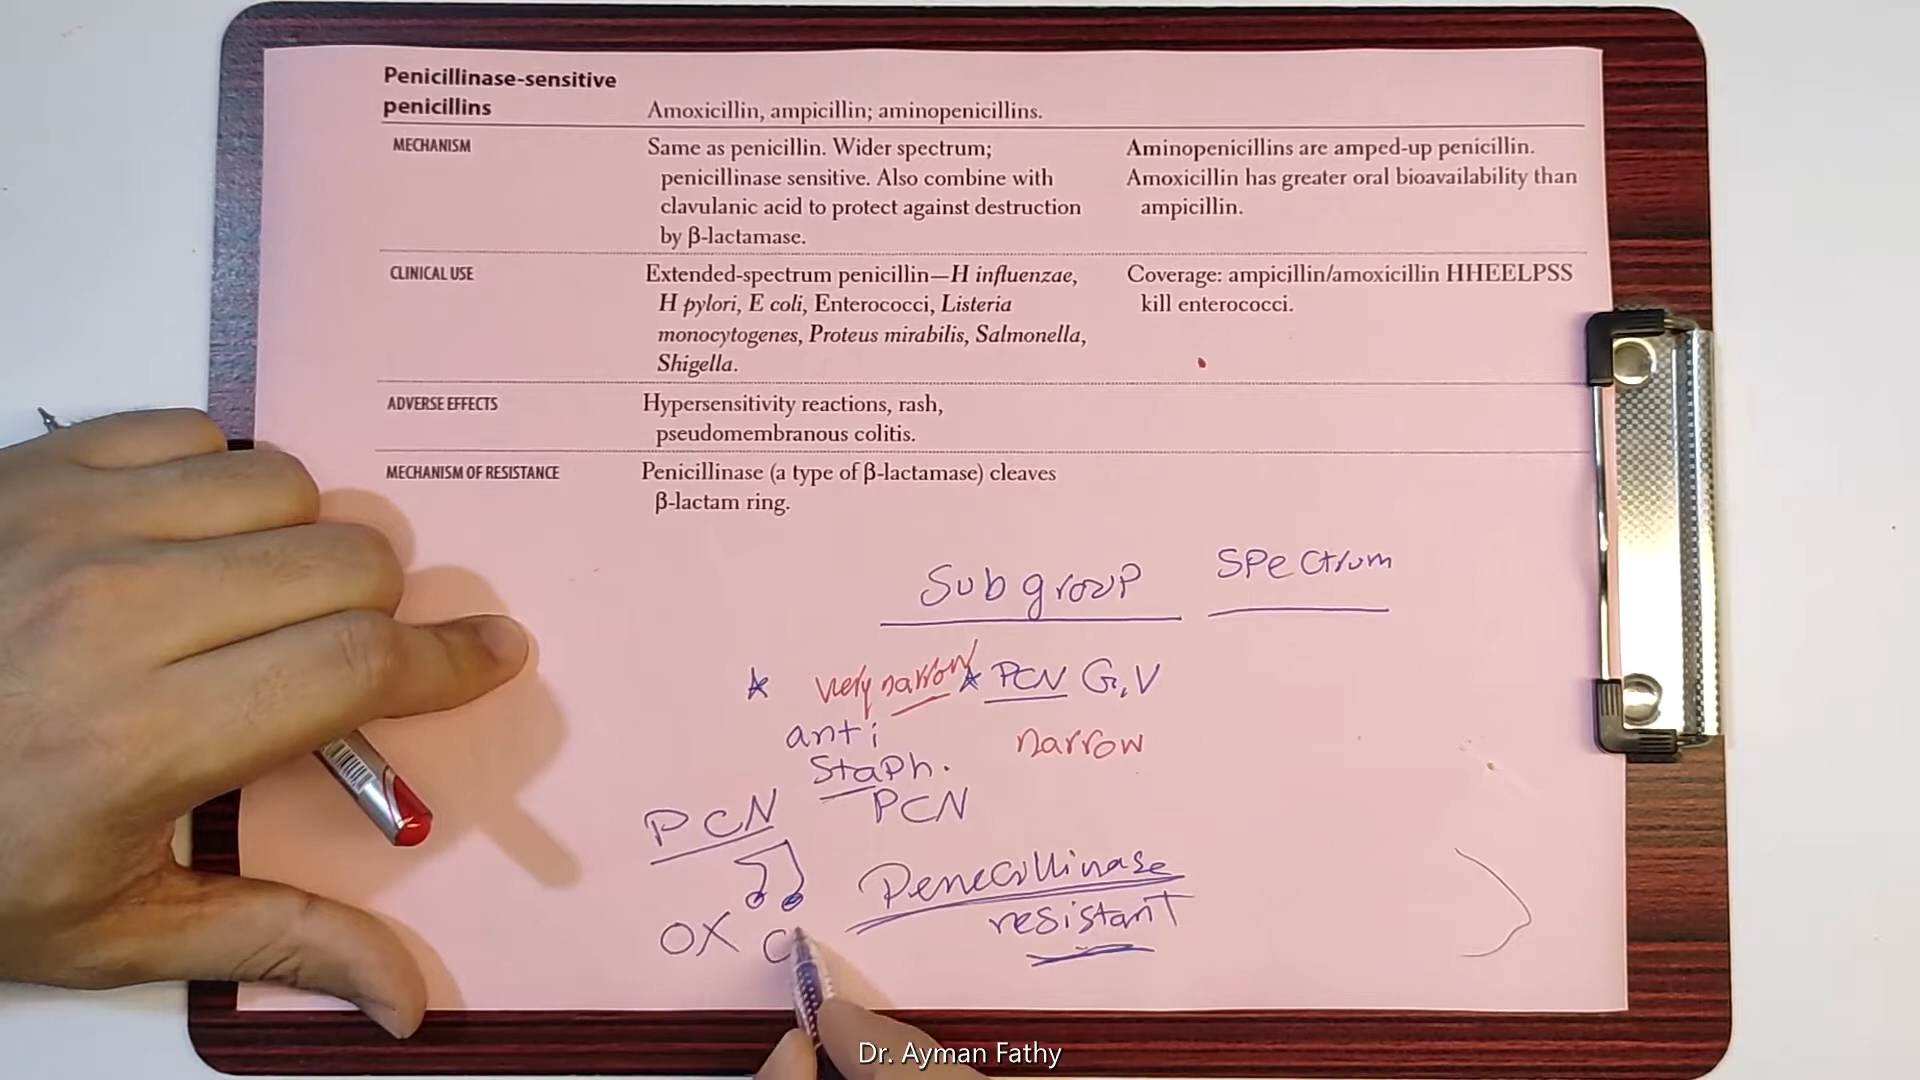 Penicillinase-sensitive
penicillins
Amoxicillin, ampicillin; aminopenicillins.
MECHANISM
Same as penicillin. Wider spectrum;
penicillinase sensitive. Also combine with
clavulanic acid to protect against destruction
by β-lactamase.
Aminopenicillins are amped-up penicillin.
Amoxicillin has greater oral bioavailability than
ampicillin.
CLINICAL USE
Extended-spectrum penicillin—H influenzae,
H pylori, E coli, Enterococci, Listeria
monocytogenes, Proteus mirabilis, Salmonella,
Shigella.
Coverage: ampicillin/amoxicillin HHEELPSS
kill enterococci.
ADVERSE EFFECTS
Hypersensitivity reactions, rash,
pseudomembranous colitis.
MECHANISM OF RESISTANCE
Penicillinase (a type of β-lactamase) cleaves
β-lactam ring.
Subgroup Spectrum
very narrow PCN G, V
anti narrow
Staph.
PCN
PCN
Penecillinase
resistant
OX C
Dr. Ayman Fathy